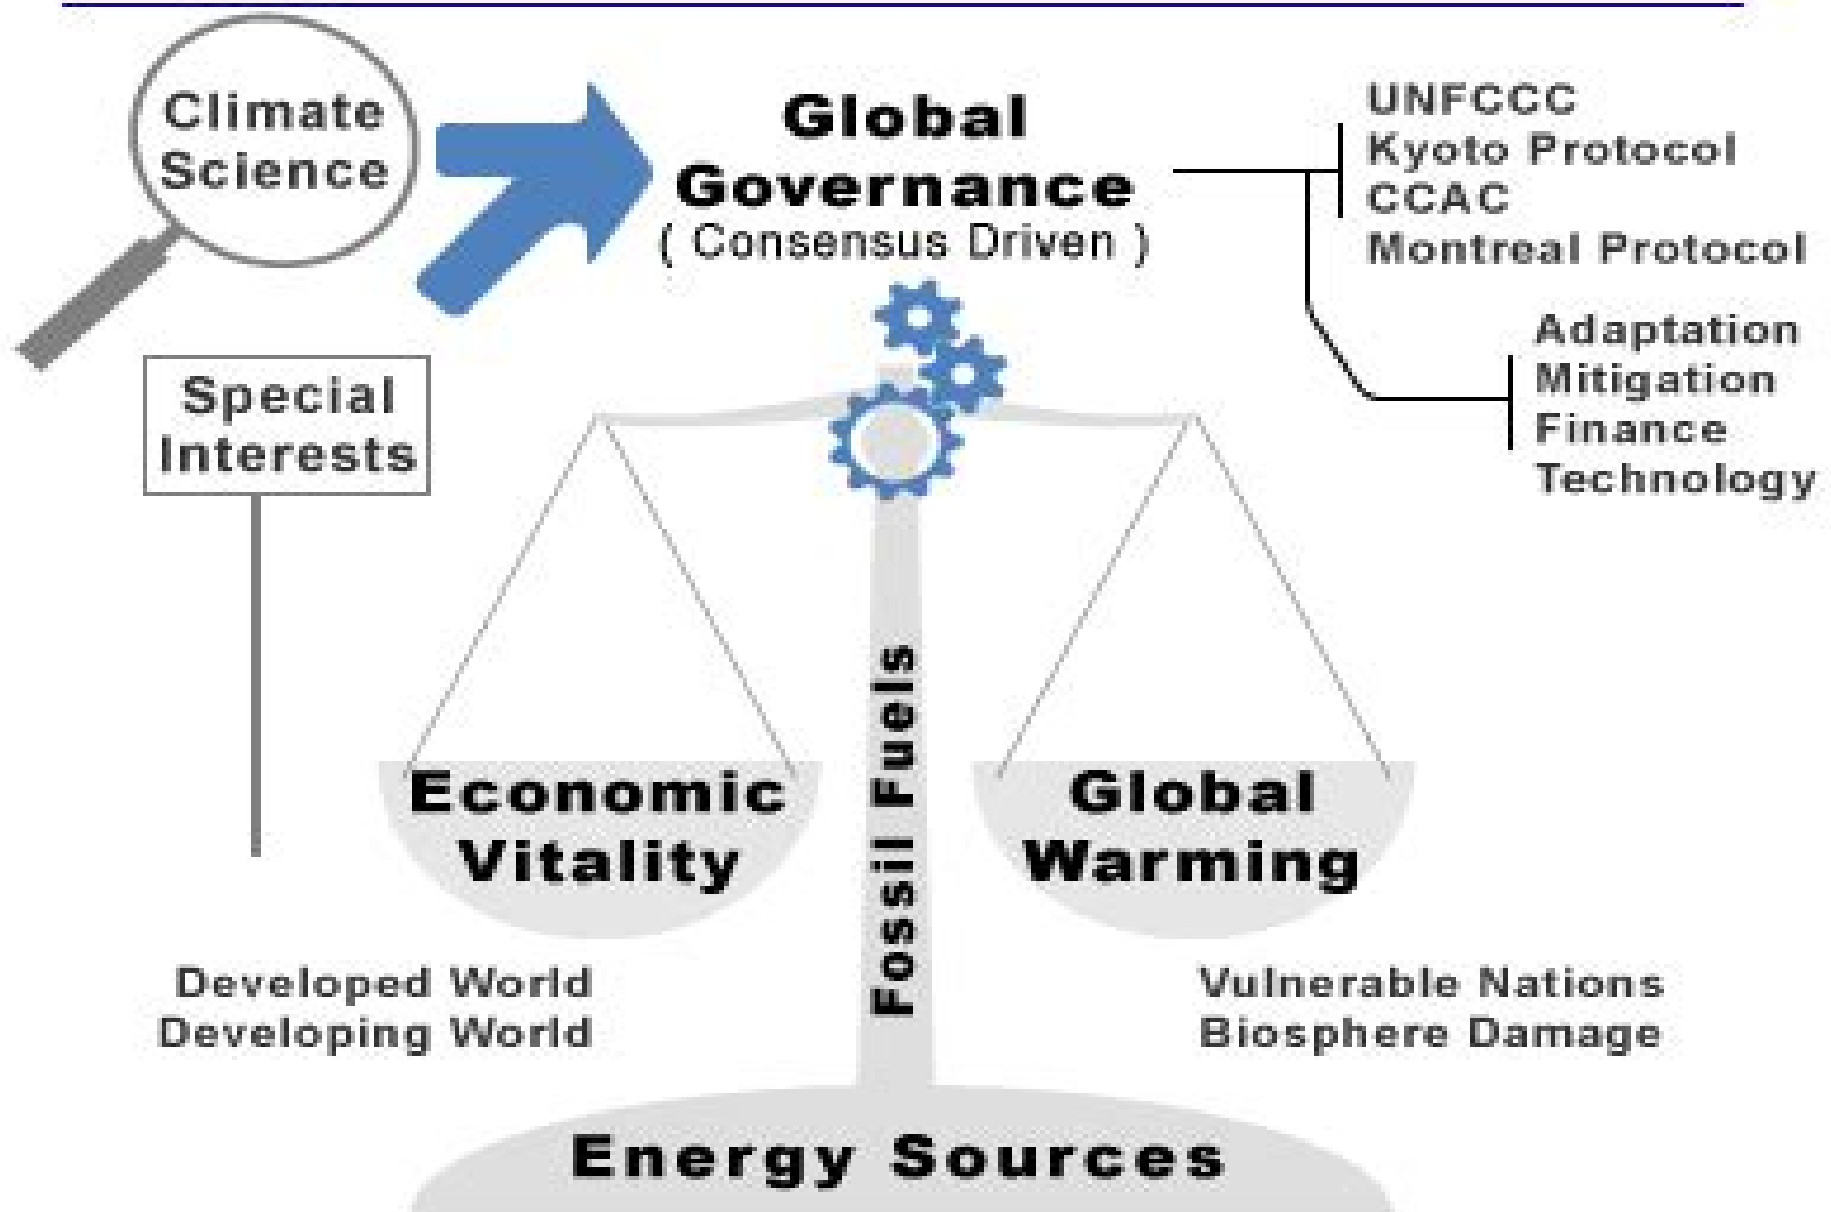 Climate
Science
Global
Governance
( Consensus Driven )
UNFCCC
Kyoto Protocol
CCAC
Montreal Protocol
Adaptation
Mitigation
Finance
Technology
Special
Interests
Economic
Vitality
Fossil Fuels
Global
Warming
Developed World
Developing World
Vulnerable Nations
Biosphere Damage
Energy Sources